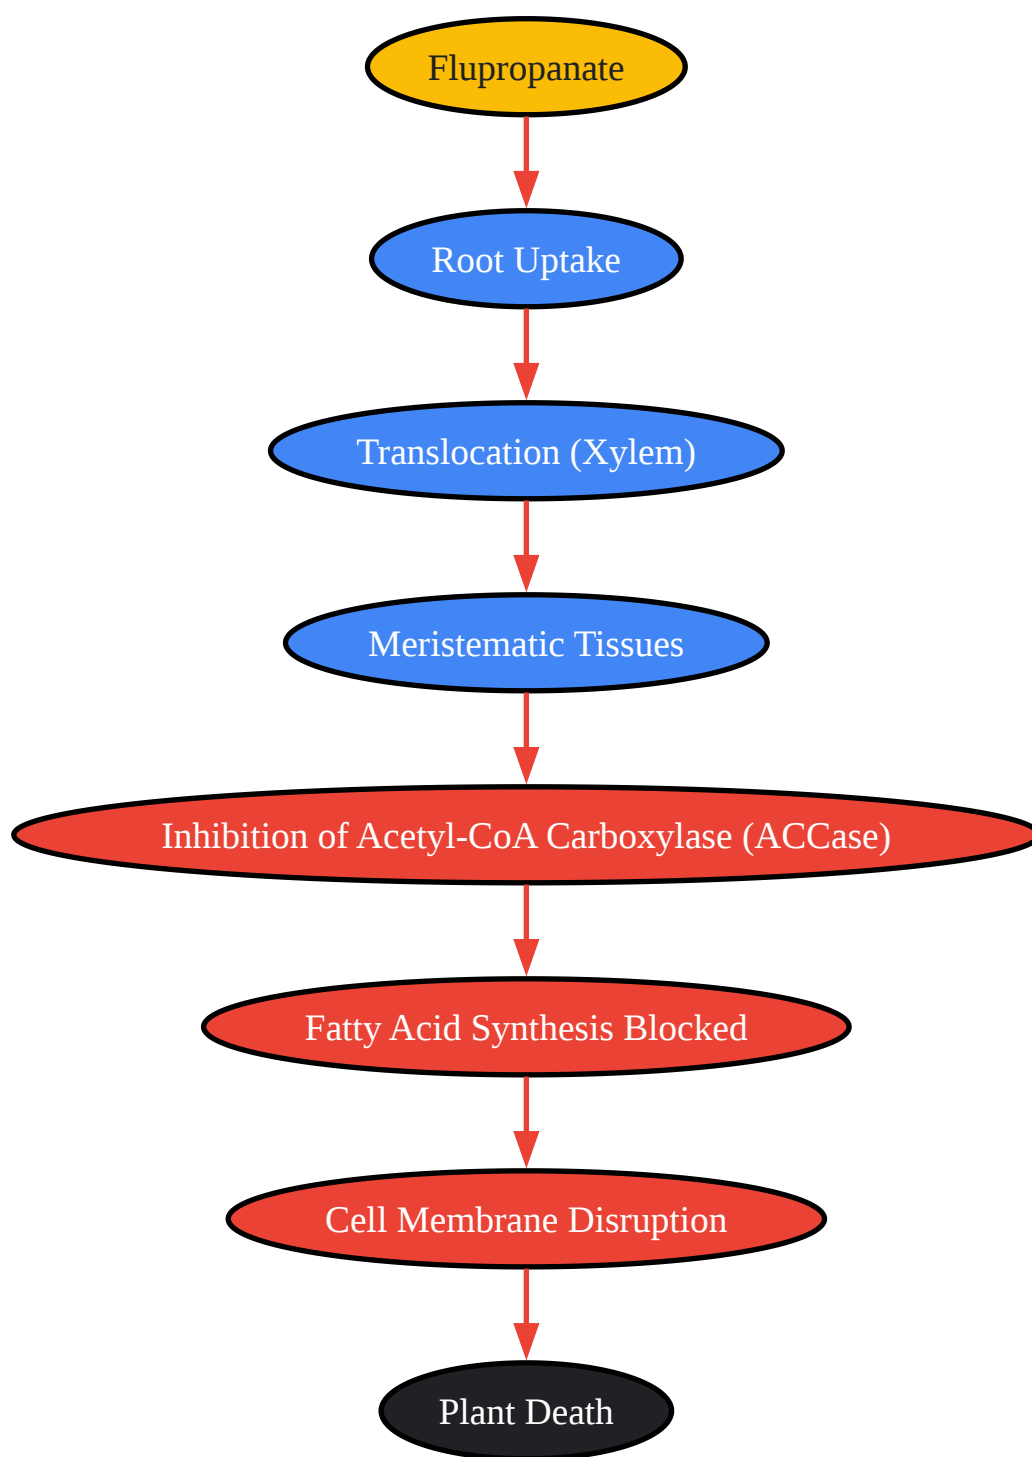 Flupropanate
Root Uptake
Translocation (Xylem)
Meristematic Tissues
Inhibition of Acetyl-CoA Carboxylase (ACCase)
Fatty Acid Synthesis Blocked
Cell Membrane Disruption
Plant Death